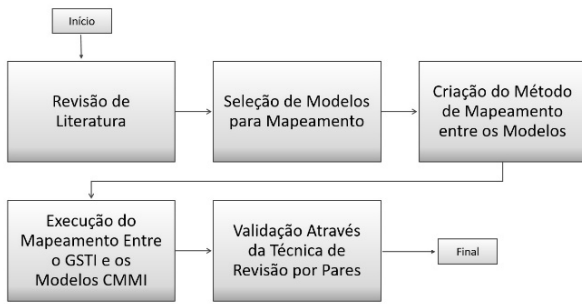 Início
Revisão de
Literatura
Seleção de Modelos
para Mapeamento
Criação do Método
de Mapeamento
entre os Modelos
Execução do
Mapeamento Entre
o GSTI e os
Modelos CMMI
Validação Através
da Técnica de
Revisão por Pares
Final